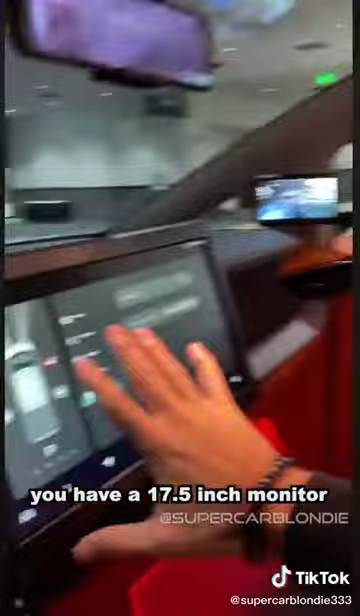 you have a 17.5 inch monitor
@SUPERCARBLONDIE
TikTok
@supercarblondie333